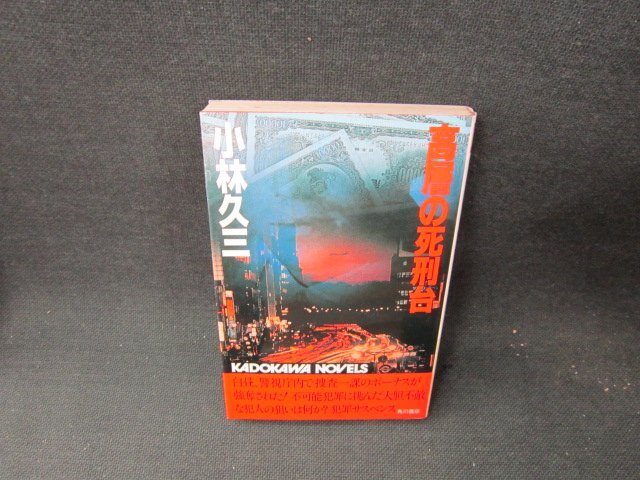 高層の死刑台
小林久三
KADOKAWA NOVELS
白昼、警視庁内で捜査一課のボーナスが
強奪された!不可能犯罪に挑んだ大胆不敵
な犯人の狙いは何か?犯罪サスペンス
角川書店